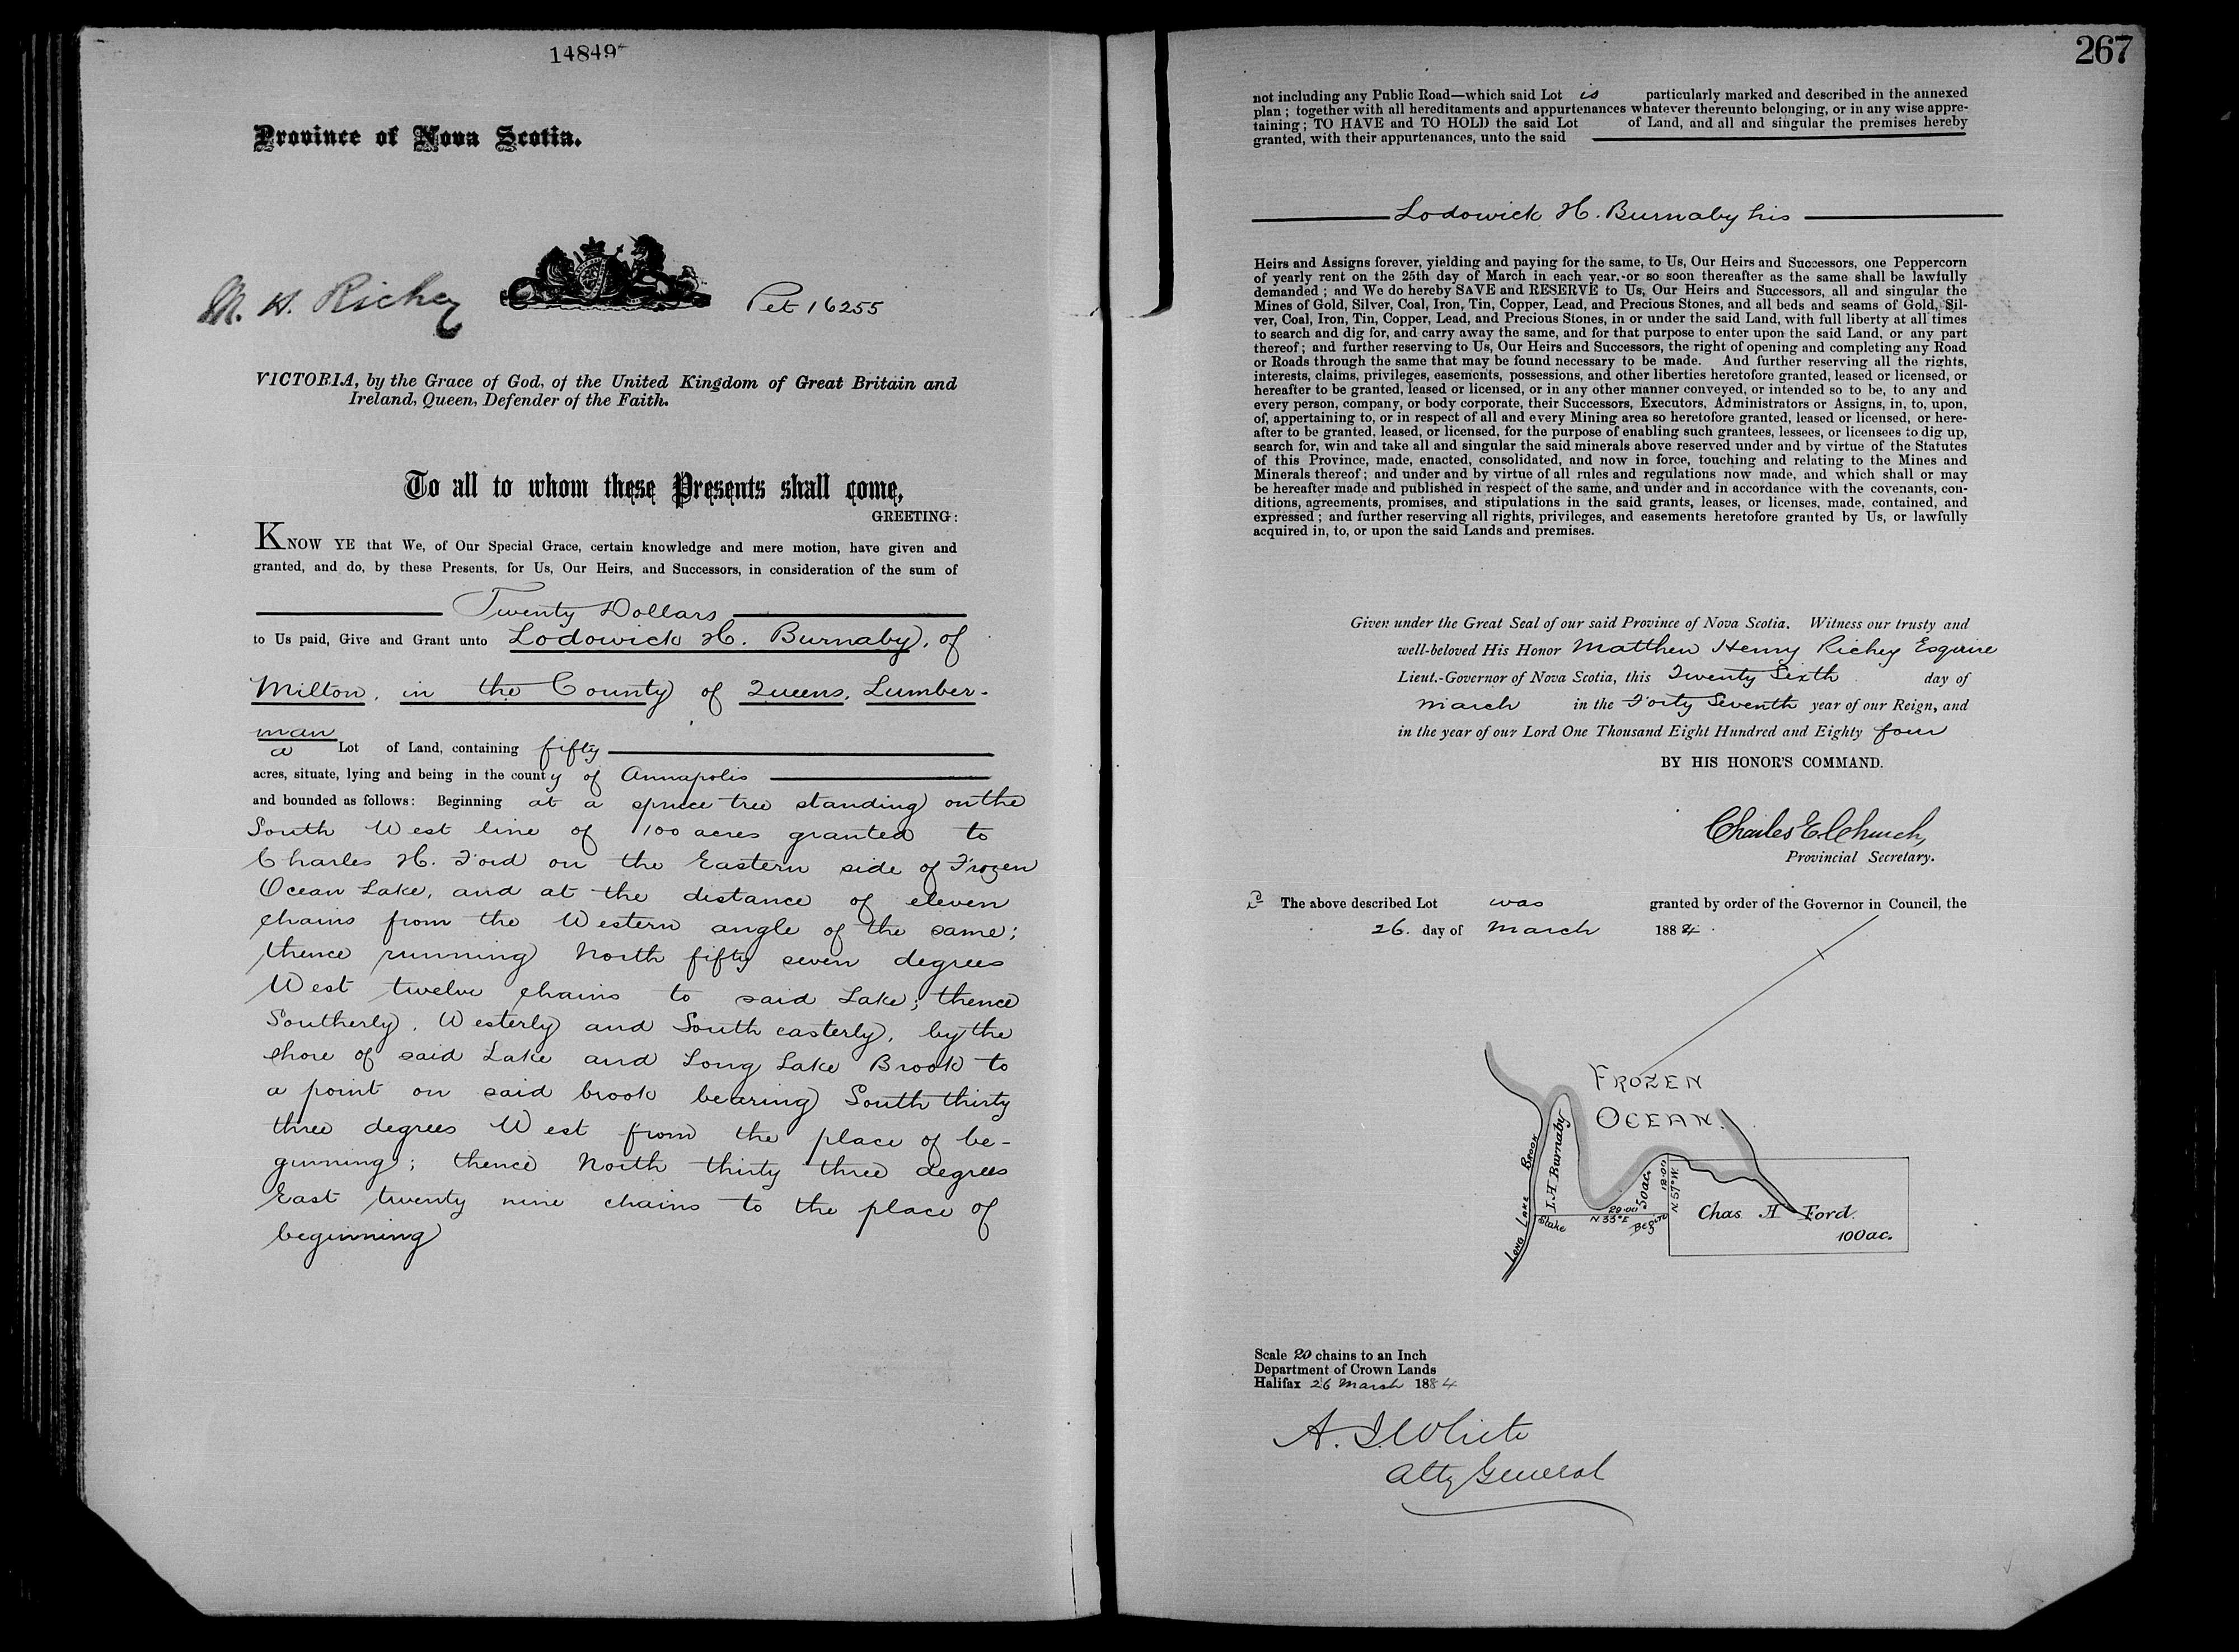 14849
Province of Nova Scotia.
M. H. Richey
Pet 16255
VICTORIA, by the Grace of God, of the United Kingdom of Great Britain and
Ireland, Queen, Defender of the Faith.
To all to whom these Presents shall come,
GREETING:
KNOW YE that We, of Our Special Grace, certain knowledge and mere motion, have given and
granted, and do, by these Presents, for Us, Our Heirs, and Successors, in consideration of the sum of
Twenty Dollars
to Us paid, Give and Grant unto Lodowick H. Burnaby, of
Milton, in the County of Queens, Lumber-
man
a Lot of Land, containing fifty
acres, situate, lying and being in the county of Annapolis
and bounded as follows: Beginning at a spruce tree standing on the
South West line of 100 acres granted to
Charles H. Ford on the Eastern side of Frozen
Ocean Lake, and at the distance of eleven
chains from the Western angle of the same;
thence running North fifty seven degrees
West twelve chains to said Lake; thence
Southerly, Westerly and South easterly, by the
shore of said Lake and Long Lake Brook to
a point on said brook bearing South thirty
three degrees West from the place of be-
ginning; thence North thirty three degrees
East twenty nine chains to the place of
beginning
267
not including any Public Road—which said Lot is particularly marked and described in the annexed
plan; together with all hereditaments and appurtenances whatever thereunto belonging, or in any wise appre-
taining; TO HAVE and TO HOLD the said Lot of Land, and all and singular the premises hereby
granted, with their appurtenances, unto the said
Lodowick H. Burnaby his
Heirs and Assigns forever, yielding and paying for the same, to Us, Our Heirs and Successors, one Peppercorn
of yearly rent on the 25th day of March in each year, or so soon thereafter as the same shall be lawfully
demanded; and We do hereby SAVE and RESERVE to Us, Our Heirs and Successors, all and singular the
Mines of Gold, Silver, Coal, Iron, Tin, Copper, Lead, and Precious Stones, and all beds and seams of Gold, Sil-
ver, Coal, Iron, Tin, Copper, Lead, and Precious Stones, in or under the said Land, with full liberty at all times
to search and dig for, and carry away the same, and for that purpose to enter upon the said Land, or any part
thereof; and further reserving to Us, Our Heirs and Successors, the right of opening and completing any Road
or Roads through the same that may be found necessary to be made. And further reserving all the rights,
interests, claims, privileges, easements, possessions, and other liberties heretofore granted, leased or licensed, or
hereafter to be granted, leased or licensed, or in any other manner conveyed, or intended so to be, to any and
every person, company, or body corporate, their Successors, Executors, Administrators or Assigns, in, to, upon,
of, appertaining to, or in respect of all and every Mining area so heretofore granted, leased or licensed, or here-
after to be granted, leased, or licensed, for the purpose of enabling such grantees, lessees, or licensees to dig up,
search for, win and take all and singular the said minerals above reserved under and by virtue of the Statutes
of this Province, made, enacted, consolidated, and now in force, touching and relating to the Mines and
Minerals thereof; and under and by virtue of all rules and regulations now made, and which shall or may
be hereafter made and published in respect of the same, and under and in accordance with the covenants, con-
ditions, agreements, promises, and stipulations in the said grants, leases, or licenses, made, contained, and
expressed; and further reserving all rights, privileges, and easements heretofore granted by Us, or lawfully
acquired in, to, or upon the said Lands and premises.
Given under the Great Seal of our said Province of Nova Scotia. Witness our trusty and
well-beloved His Honor Matthew Henry Richey Esquire
Lieut.-Governor of Nova Scotia, this Twenty Sixth day of
March in the Forty Seventh year of our Reign, and
in the year of our Lord One Thousand Eight Hundred and Eighty four
BY HIS HONOR'S COMMAND.
Charles E Church,
Provincial Secretary.
The above described Lot was granted by order of the Governor in Council, the
26. day of March 1884.
FROZEN
OCEAN.
LONG LAKE BROOK
L H Burnaby
50 ac.
12.00
N 57° W.
29.00
N 33° E
Stake
Begin
Chas H Ford.
100 ac.
Scale 20 chains to an Inch
Department of Crown Lands
Halifax 26 March 1884
A. J. White
Atty General